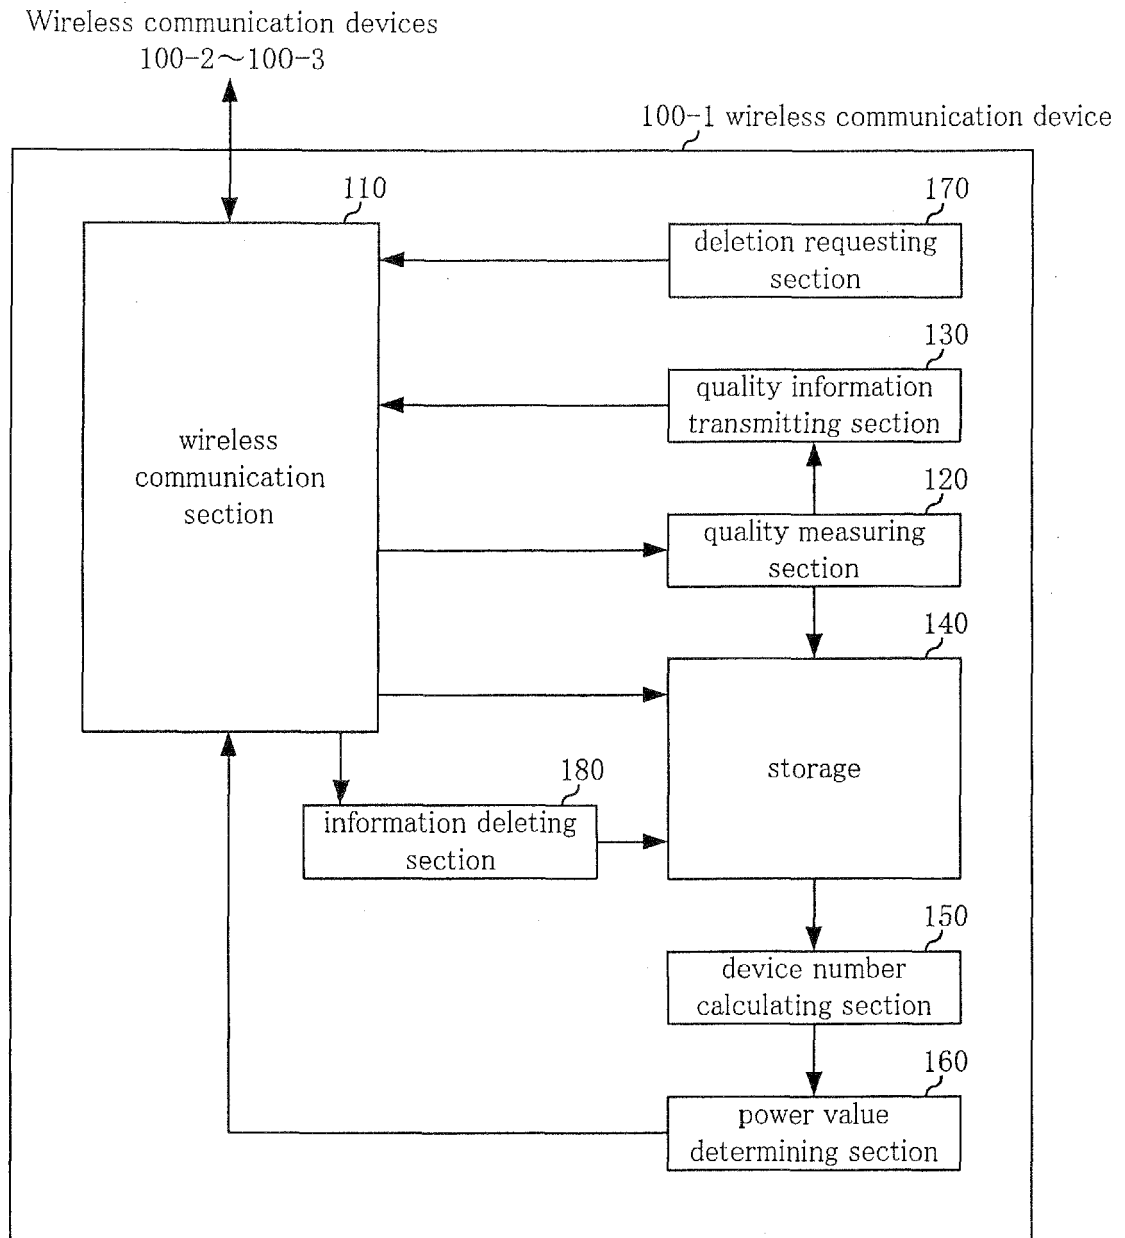 Wireless communication devices
100-2～100-3
100-1 wireless communication device
110
170
deletion requesting
section
130
quality information
transmitting section
wireless
communication
section
120
quality measuring
section
140
storage
180
information deleting
section
150
device number
calculating section
160
power value
determining section